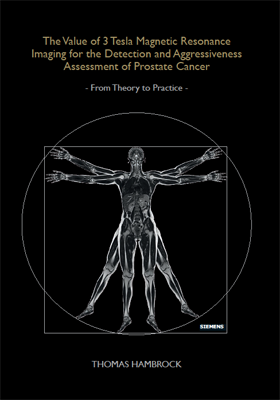 The Value of 3 Tesla Magnetic Resonance
Imaging for the Detection and Aggressiveness
Assessment of Prostate Cancer
- From Theory to Practice -
SIEMENS
THOMAS HAMBROCK